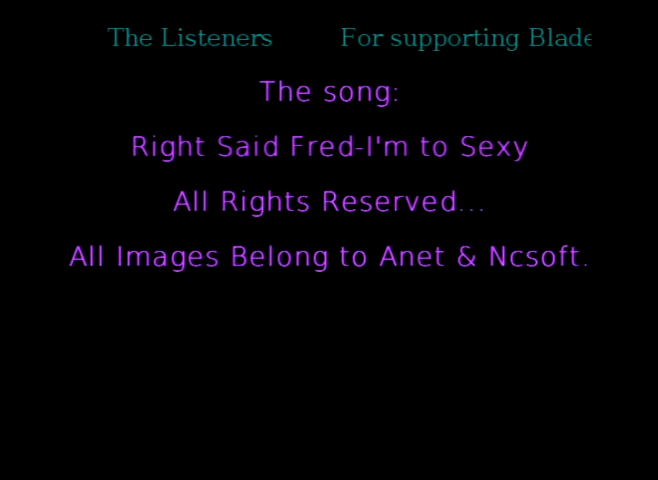 The Listeners For supporting Blade
The song:
Right Said Fred-I'm to Sexy
All Rights Reserved...
All Images Belong to Anet & Ncsoft.